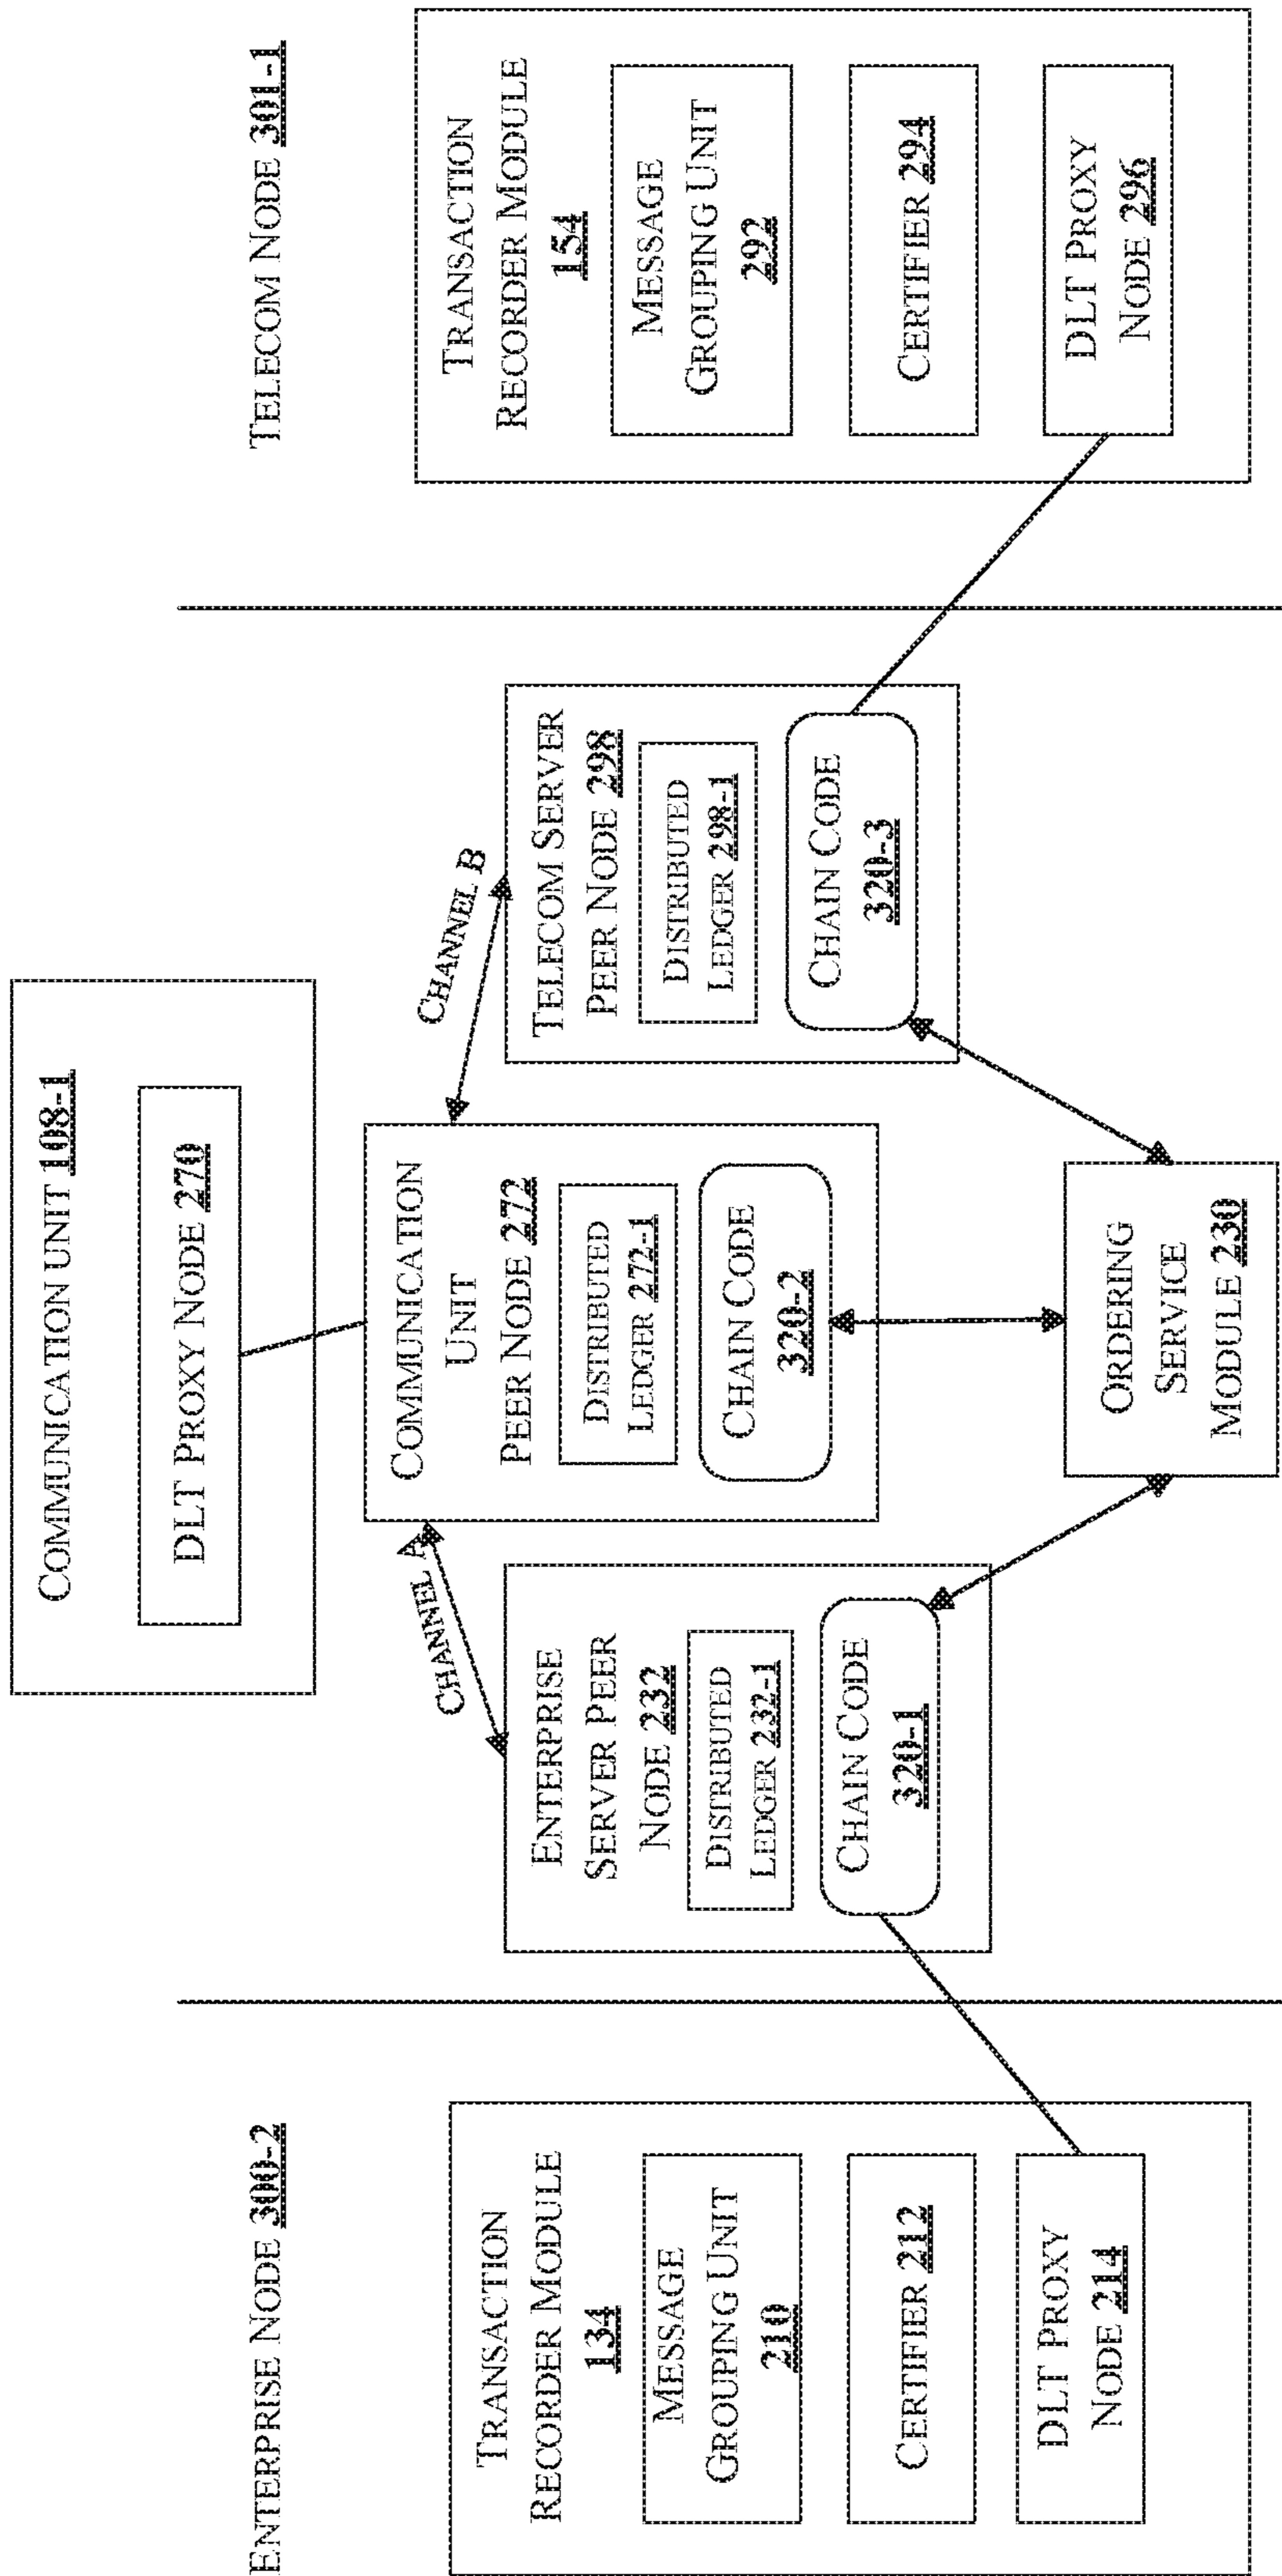 ENTERPRISE NODE 300-2
TRANSACTION
RECORDER MODULE
134
MESSAGE
GROUPING UNIT
210
CERTIFIER 212
DLT PROXY
NODE 214
COMMUNICATION UNIT 108-1
DLT PROXY NODE 270
CHANNEL A
CHANNEL B
ENTERPRISE
SERVER PEER
NODE 232
DISTRIBUTED
LEDGER 232-1
CHAIN CODE
320-1
COMMUNICATION
UNIT
PEER NODE 272
DISTRIBUTED
LEDGER 272-1
CHAIN CODE
320-2
TELECOM SERVER
PEER NODE 298
DISTRIBUTED
LEDGER 298-1
CHAIN CODE
320-3
ORDERING
SERVICE
MODULE 230
TELECOM NODE 301-1
TRANSACTION
RECORDER MODULE
154
MESSAGE
GROUPING UNIT
292
CERTIFIER 294
DLT PROXY
NODE 296